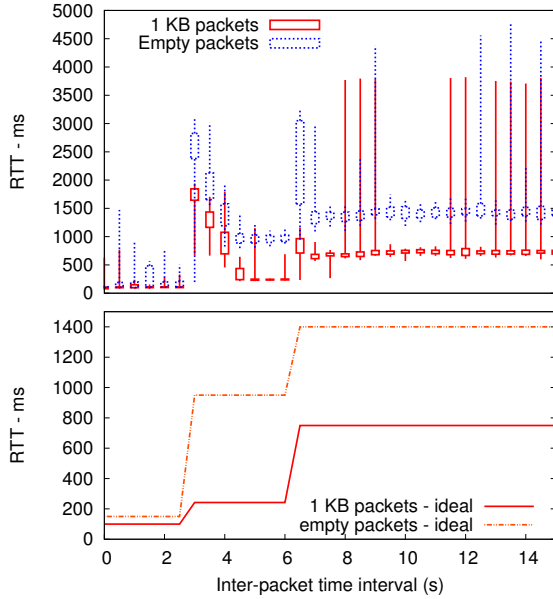 5000
4500
4000
3500
3000
2500
2000
1500
1000
500
0
RTT - ms
1 KB packets
Empty packets
1400
1200
1000
800
600
400
200
0
RTT - ms
1 KB packets - ideal
empty packets - ideal
0 2 4 6 8 10 12 14
Inter-packet time interval (s)